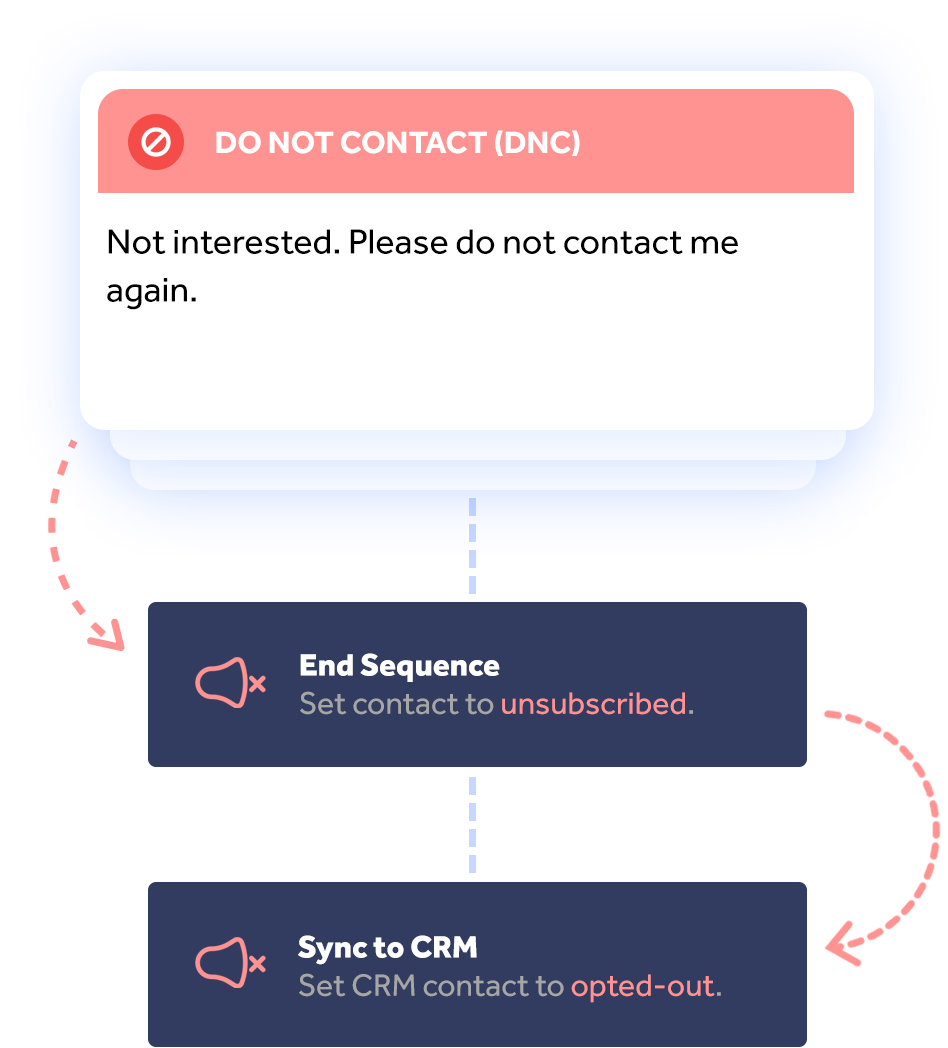 DO NOT CONTACT (DNC)
Not interested. Please do not contact me
again.
End Sequence
Set contact to unsubscribed.
Sync to CRM
Set CRM contact to opted-out.